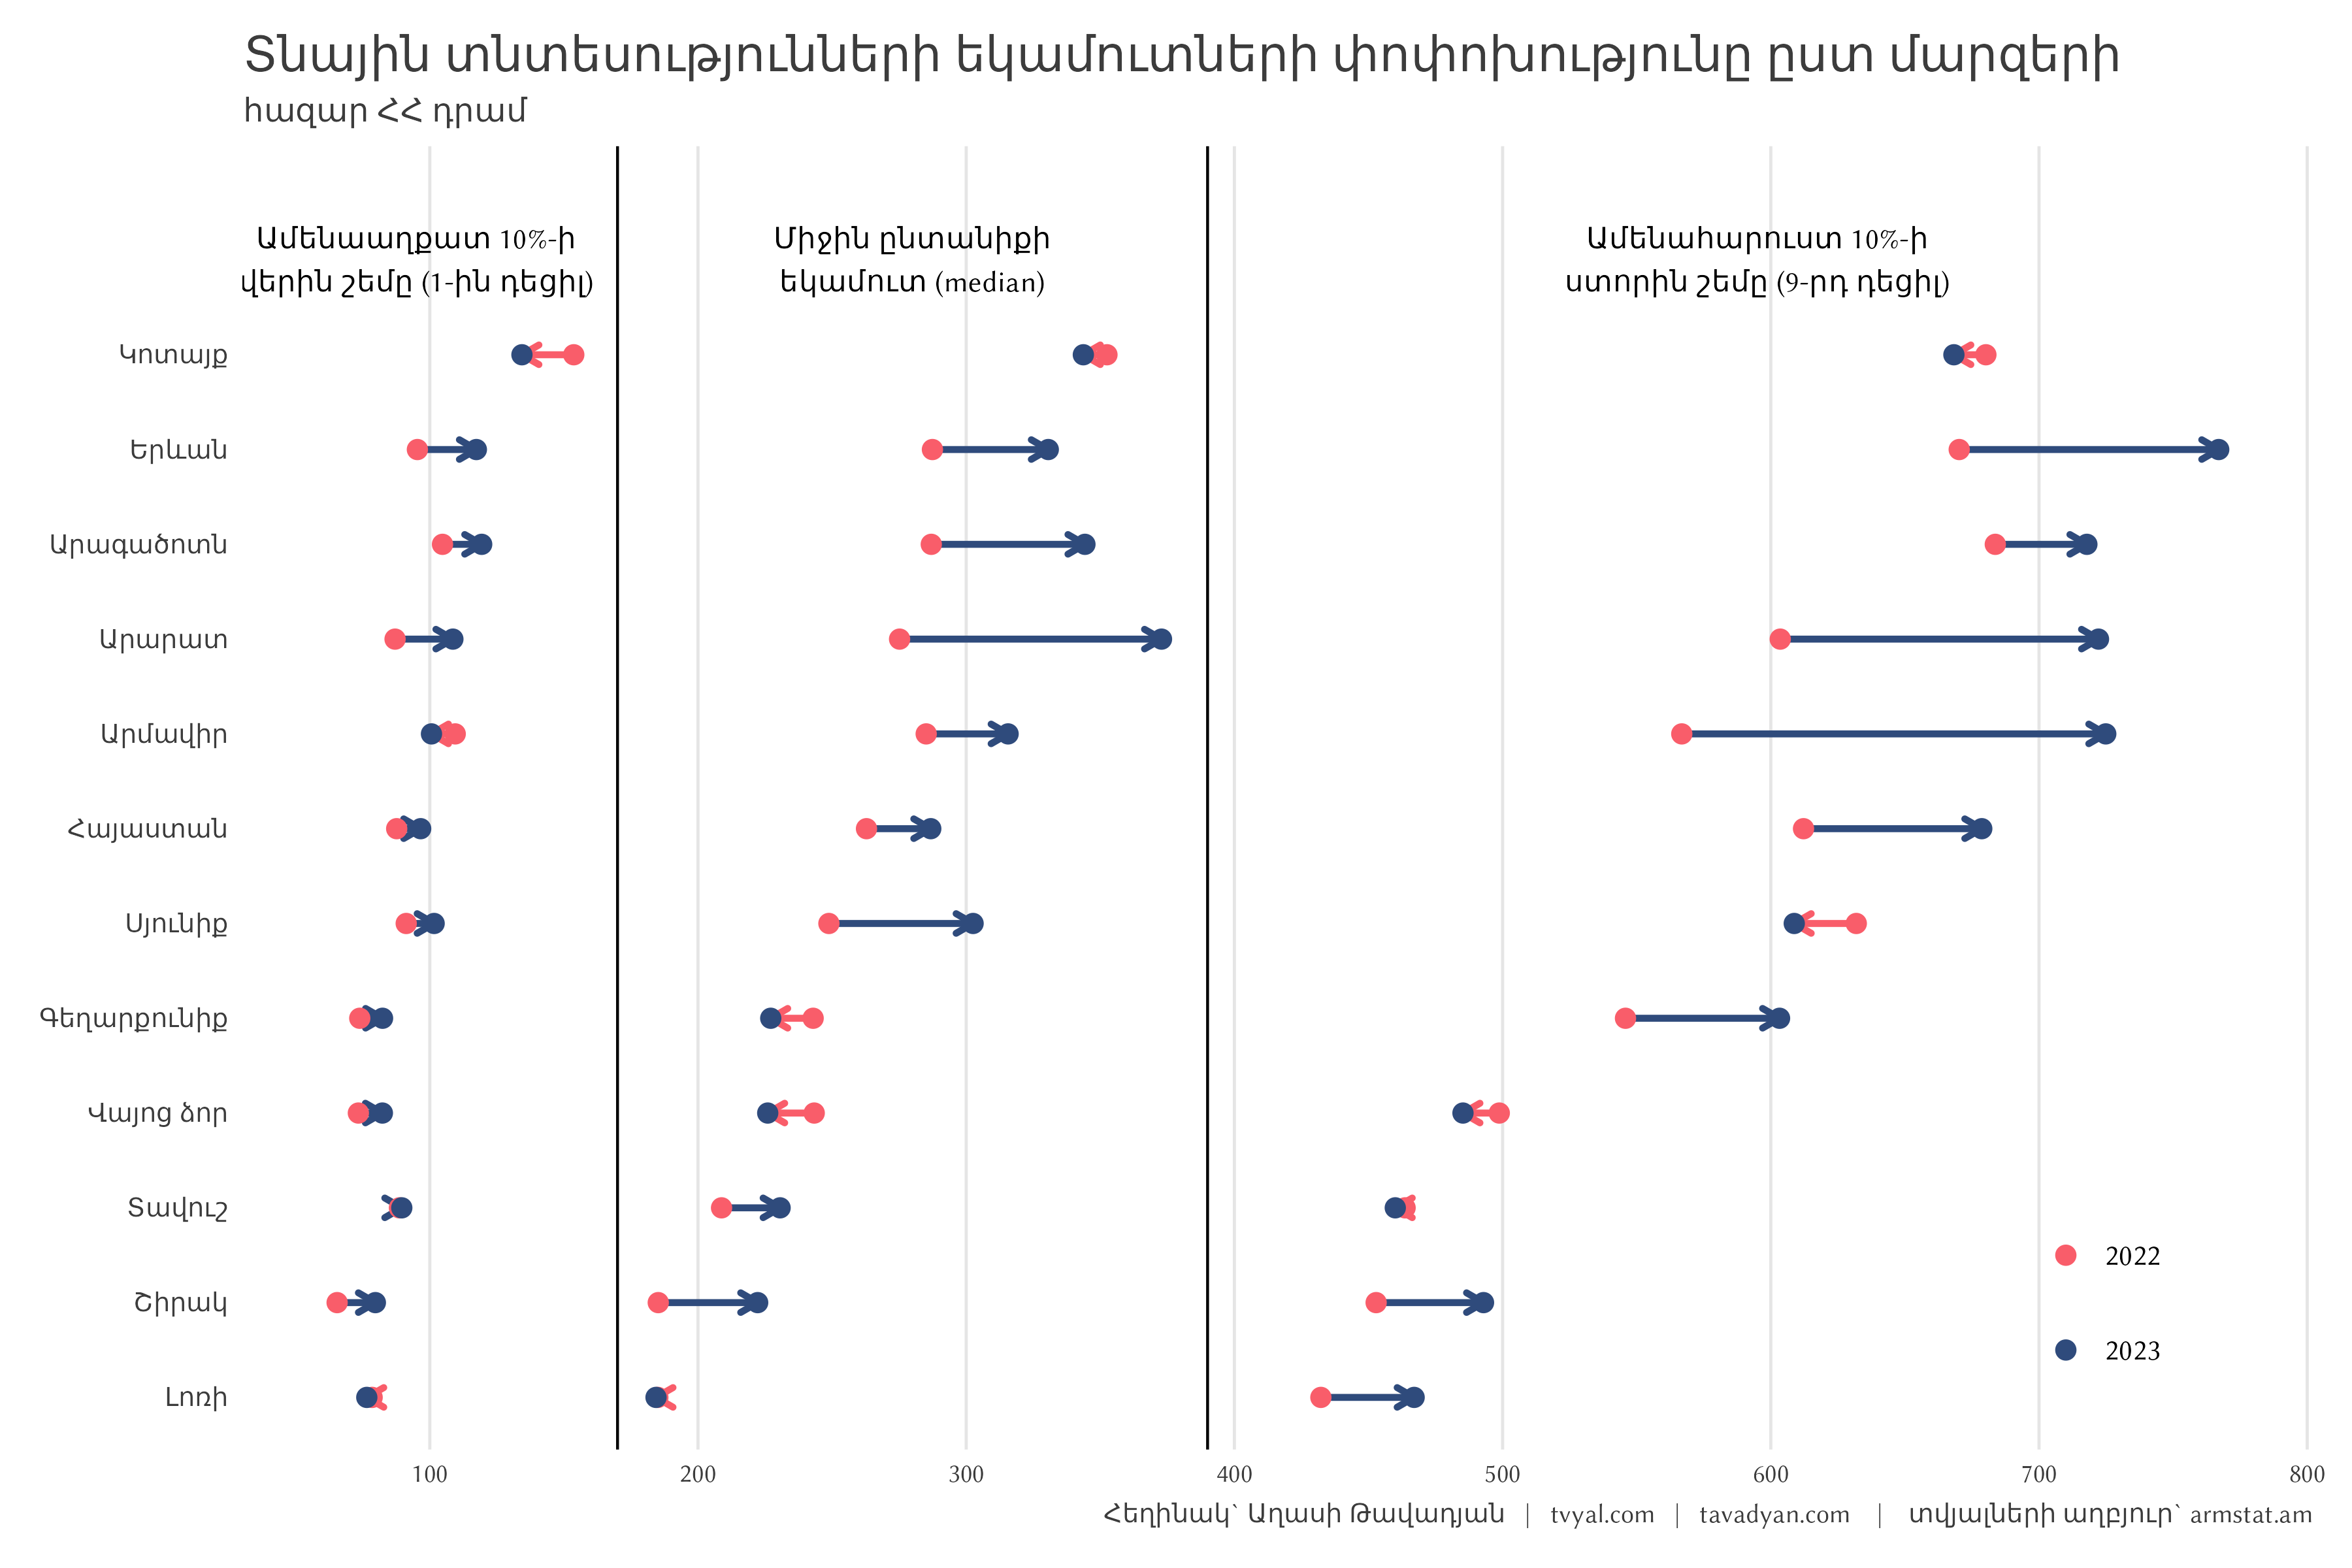 Տնային տնտեսությունների եկամուտների փոփոխությունը ըստ մարզերի
հազար ՀՀ դրամ
Ամենաաղքատ 10%-ի
վերին շեմը (1-ին դեցիլ)
Միջին ընտանիքի
եկամուտ (median)
Ամենահարուստ 10%-ի
ստորին շեմը (9-րդ դեցիլ)
Կոտայք
Երևան
Արագածոտն
Արարատ
Արմավիր
Հայաստան
Սյունիք
Գեղարքունիք
Վայոց ձոր
Տավուշ
Շիրակ
Լոռի
2022
2023
100 200 300 400 500 600 700 800
Հեղինակ` Աղասի Թավադյան | tvyal.com | tavadyan.com | տվյալների աղբյուր` armstat.am